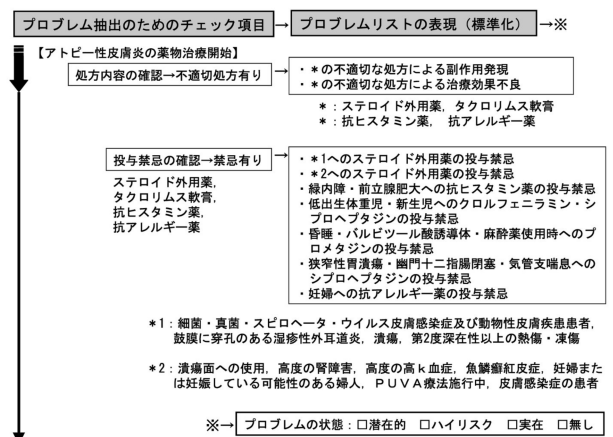 プロブレム抽出のためのチェック項目→プロブレムリストの表現（標準化）→※
【アトピー性皮膚炎の薬物治療開始】
処方内容の確認→不適切処方有り→
・＊の不適切な処方による副作用発現
・＊の不適切な処方による治療効果不良
＊：ステロイド外用薬，タクロリムス軟膏
＊：抗ヒスタミン薬，抗アレルギー薬
投与禁忌の確認→禁忌有り→
ステロイド外用薬，
タクロリムス軟膏，
抗ヒスタミン薬，
抗アレルギー薬
・＊1へのステロイド外用薬の投与禁忌
・＊2へのステロイド外用薬の投与禁忌
・緑内障・前立腺肥大への抗ヒスタミン薬の投与禁忌
・低出生体重児・新生児へのクロルフェニラミン・シ
プロヘプタジンの投与禁忌
・昏睡・バルビツール酸誘導体・麻酔薬使用時へのプ
ロメタジンの投与禁忌
・狭窄性胃潰瘍・幽門十二指腸閉塞・気管支喘息への
シプロヘプタジンの投与禁忌
・妊婦への抗アレルギー薬の投与禁忌
＊1：細菌・真菌・スピロヘータ・ウイルス皮膚感染症及び動物性皮膚疾患患者，
鼓膜に穿孔のある湿疹性外耳道炎，潰瘍，第2度深在性以上の熱傷・凍傷
＊2：潰瘍面への使用，高度の腎障害，高度の高ｋ血症，魚鱗癬紅皮症，妊婦また
は妊娠している可能性のある婦人，ＰＵＶＡ療法施行中，皮膚感染症の患者
※→プロブレムの状態：□潜在的　□ハイリスク　□実在　□無し